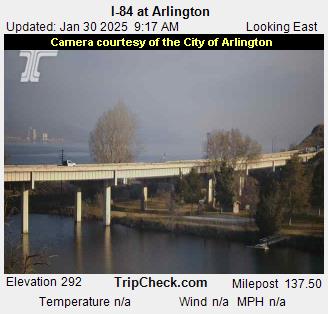 I-84 at Arlington
Updated: Jan 30 2025 9:17 AM Looking East
Camera courtesy of the City of Arlington
Elevation 292 TripCheck.com Milepost 137.50
Temperature n/a Wind n/a MPH n/a